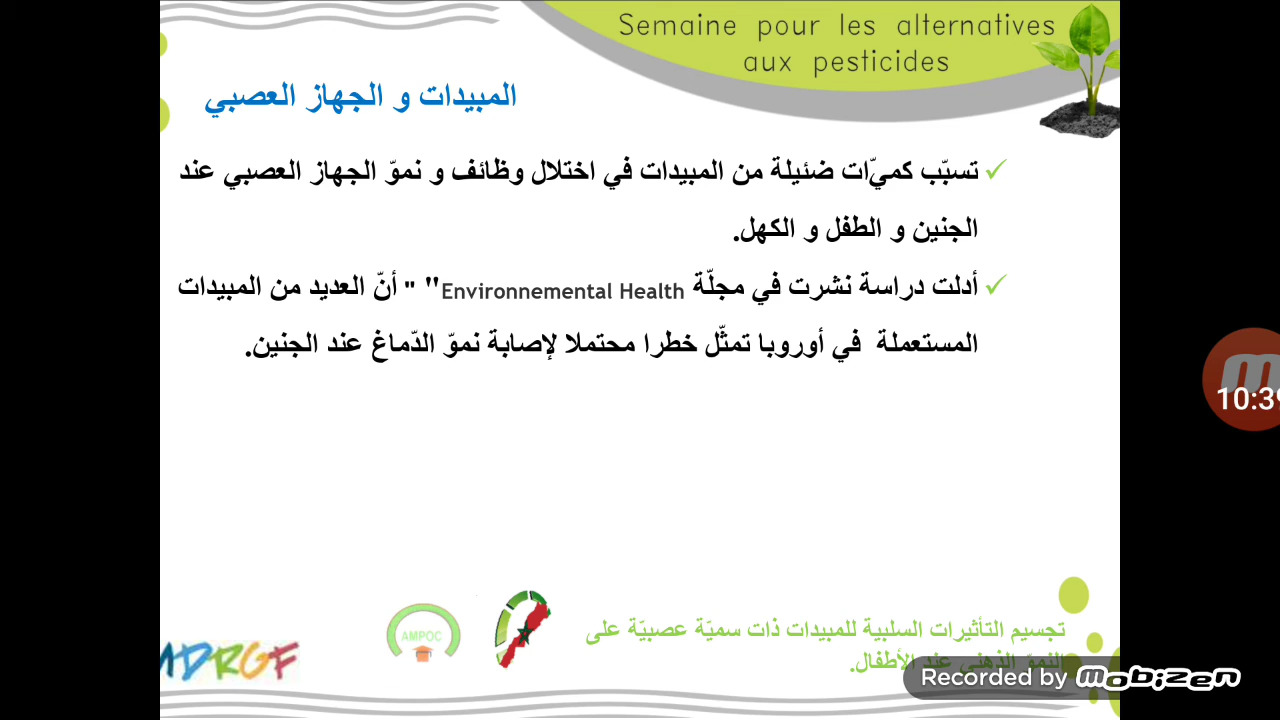 Semaine pour les alternatives
aux pesticides
المبيدات و الجهاز العصبي
تسبّب كميّات ضئيلة من المبيدات في اختلال وظائف و نموّ الجهاز العصبي عند
الجنين و الطفل و الكهل.
أدلت دراسة نشرت في مجلّة Environnemental Health" " أنّ العديد من المبيدات
المستعملة في أوروبا تمثّل خطرا محتملا لإصابة نموّ الدّماغ عند الجنين.
تجسيم التأثيرات السلبية للمبيدات ذات سميّة عصبيّة على
النموّ الذهني عند الأطفال.
AMPOC
ADRGF
10:39
Recorded by mobizen